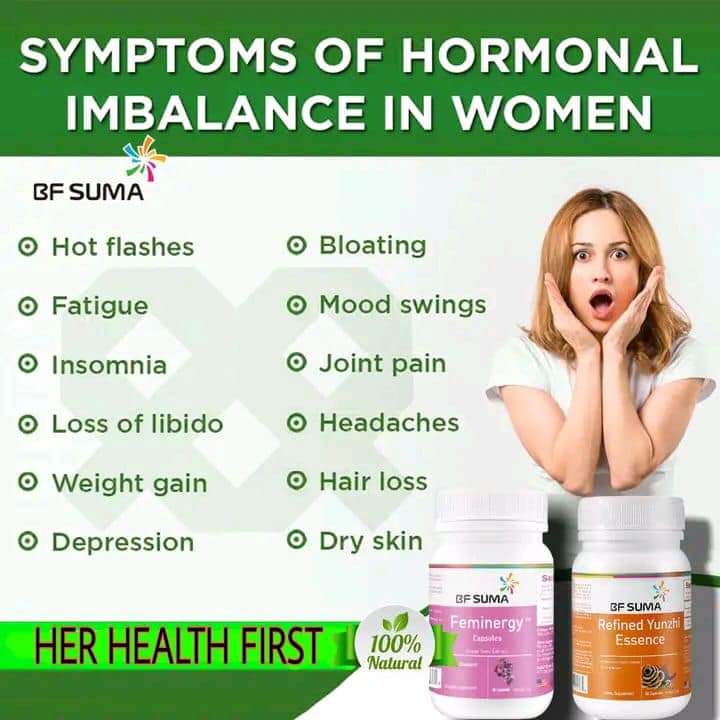 SYMPTOMS OF HORMONAL
IMBALANCE IN WOMEN
BF SUMA
Hot flashes
Fatigue
Insomnia
Loss of libido
Weight gain
Depression
Bloating
Mood swings
Joint pain
Headaches
Hair loss
Dry skin
HER HEALTH FIRST
100%
Natural
BF SUMA
Feminergy
Capsules
BF SUMA
Refined Yunzhi
Essence